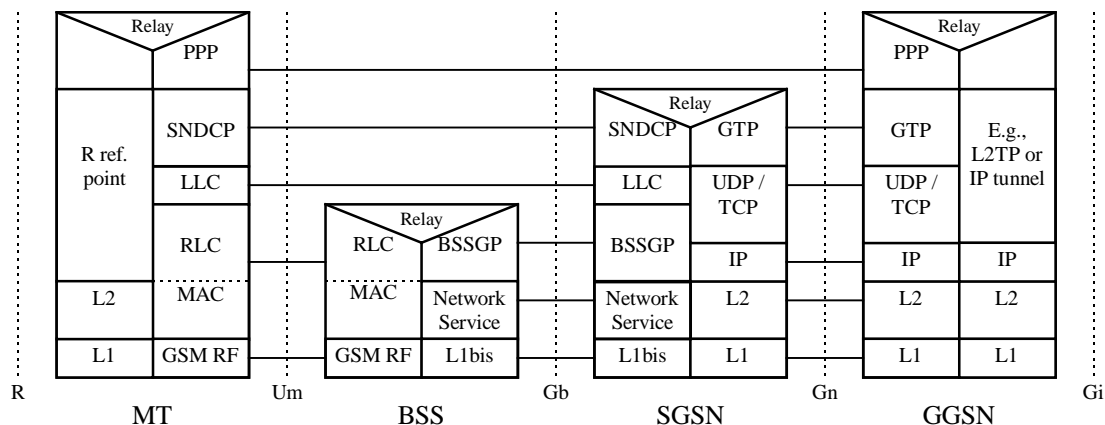 Relay
PPP
R ref.
point
SNDCP
LLC
RLC
MAC
L2
L1
GSM RF
Relay
RLC
BSSGP
MAC
Network
Service
GSM RF
L1bis
Relay
SNDCP
GTP
LLC
UDP /
TCP
BSSGP
IP
Network
Service
L2
L1bis
L1
Relay
PPP
GTP
E.g.,
L2TP or
IP tunnel
UDP /
TCP
IP
IP
L2
L2
L1
L1
R
Um
Gb
Gn
Gi
MT
BSS
SGSN
GGSN